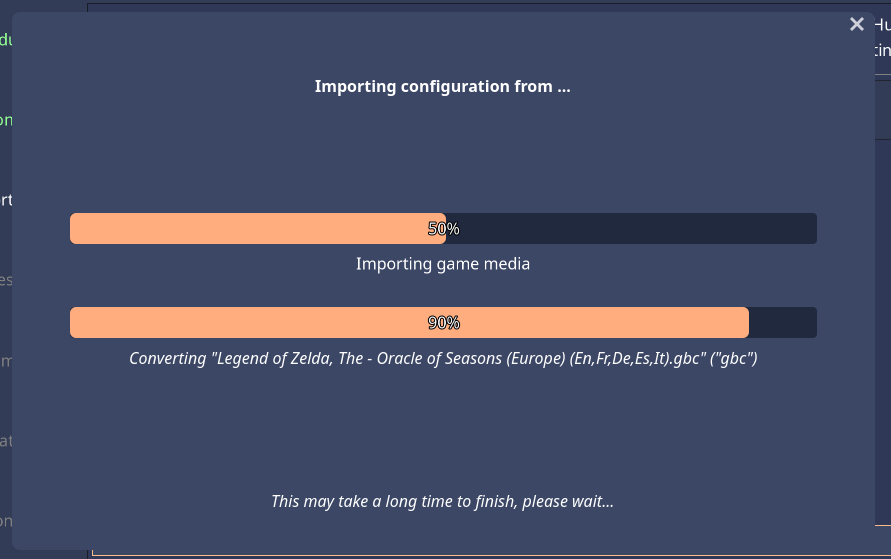 Importing configuration from ...
50%
Importing game media
90%
Converting "Legend of Zelda, The - Oracle of Seasons (Europe) (En,Fr,De,Es,It).gbc" ("gbc")
This may take a long time to finish, please wait...